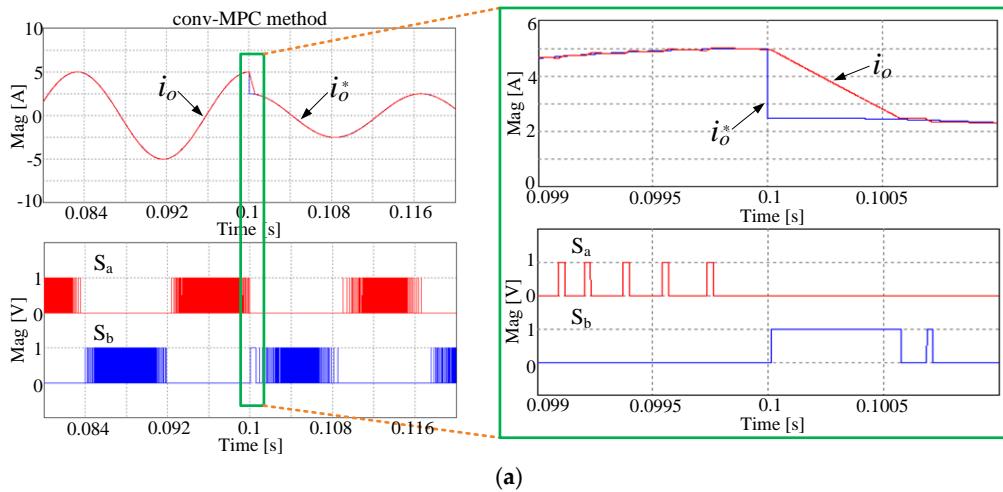 conv-MPC method
10
5
0
-5
-10
Mag [A]
i_o
i_o^*
0.084 0.092 0.1 0.108 0.116
Time [s]
S_a
1
0
S_b
1
0
Mag [V]
0.084 0.092 0.1 0.108 0.116
Time [s]
6
4
2
0
Mag [A]
i_o
i_o^*
0.099 0.0995 0.1 0.1005
Time [s]
S_a
1
0
S_b
1
0
Mag [V]
0.099 0.0995 0.1 0.1005
Time [s]
(a)